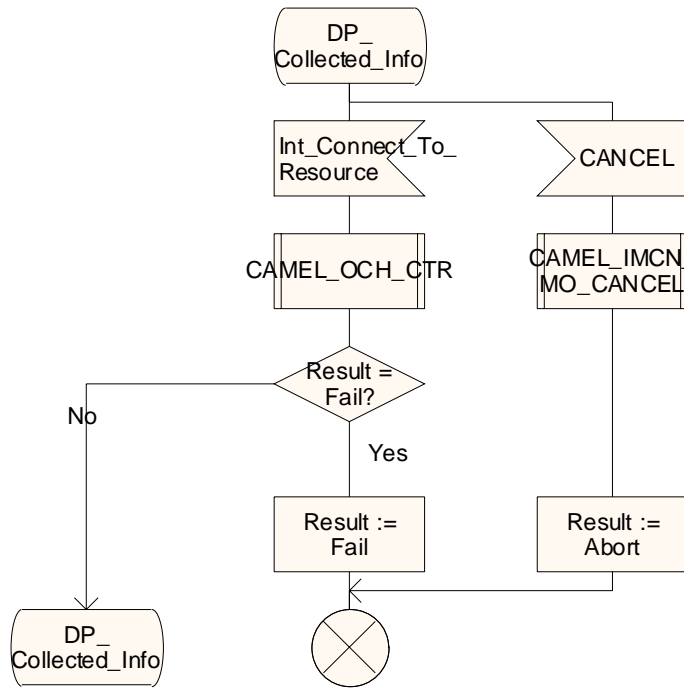 DP_
Collected_Info
Int_Connect_To_
Resource
CANCEL
CAMEL_OCH_CTR
CAMEL_IMCN_
MO_CANCEL
Result =
Fail?
No
Yes
Result :=
Fail
Result :=
Abort
DP_
Collected_Info